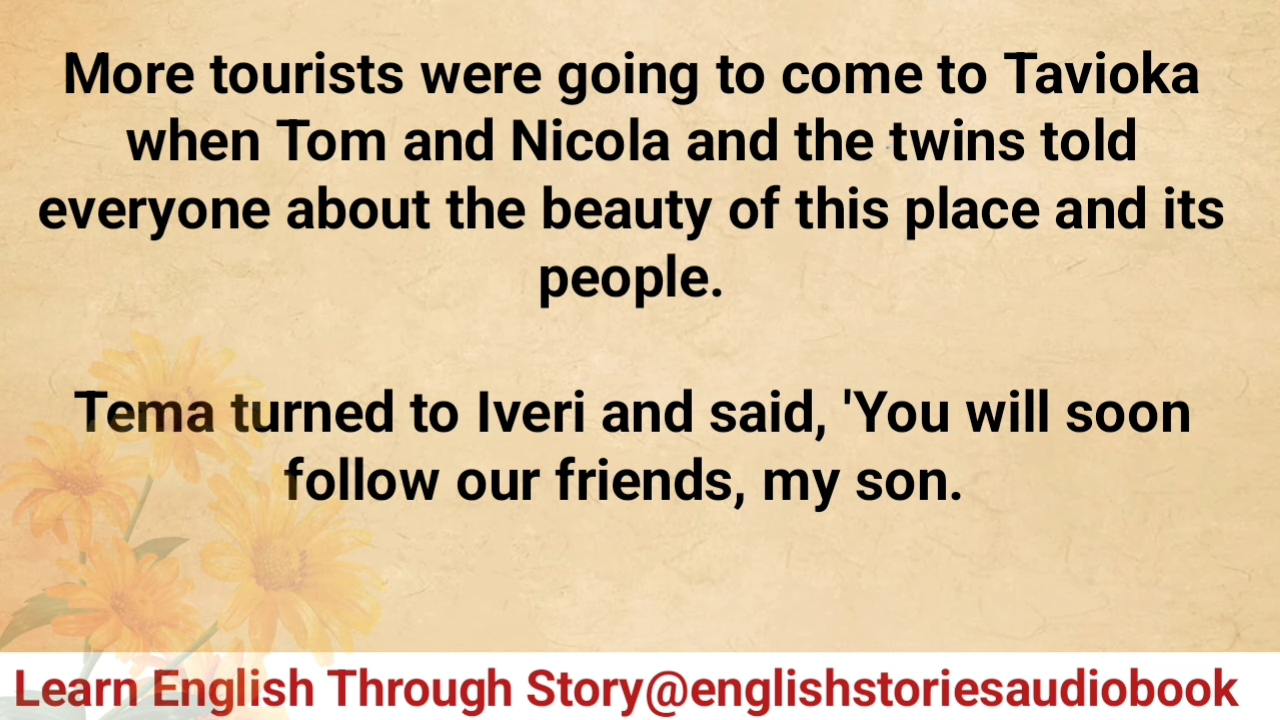 More tourists were going to come to Tavioka
when Tom and Nicola and the twins told
everyone about the beauty of this place and its
people.
Tema turned to Iveri and said, 'You will soon
follow our friends, my son.
Learn English Through Story@englishstoriesaudiobook